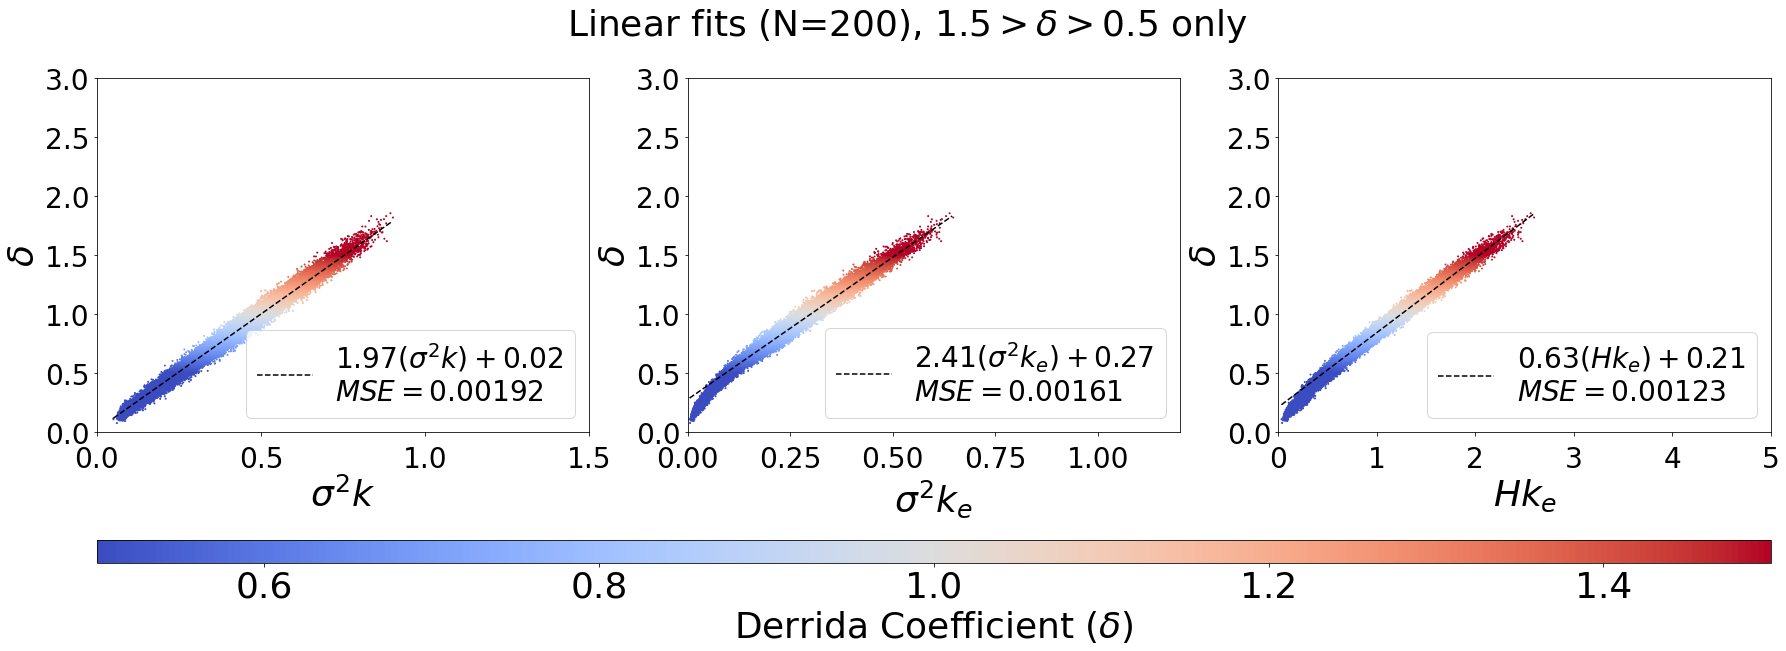 Linear fits (N=200), 1.5 > δ > 0.5 only
3.0
2.5
2.0
1.5
1.0
0.5
0.0
δ
0.0 0.5 1.0 1.5
σ²k
1.97(σ²k) + 0.02
MSE = 0.00192
3.0
2.5
2.0
1.5
1.0
0.5
0.0
δ
0.00 0.25 0.50 0.75 1.00
σ²kₑ
2.41(σ²kₑ) + 0.27
MSE = 0.00161
3.0
2.5
2.0
1.5
1.0
0.5
0.0
δ
0 1 2 3 4 5
Hkₑ
0.63(Hkₑ) + 0.21
MSE = 0.00123
0.6 0.8 1.0 1.2 1.4
Derrida Coefficient (δ)